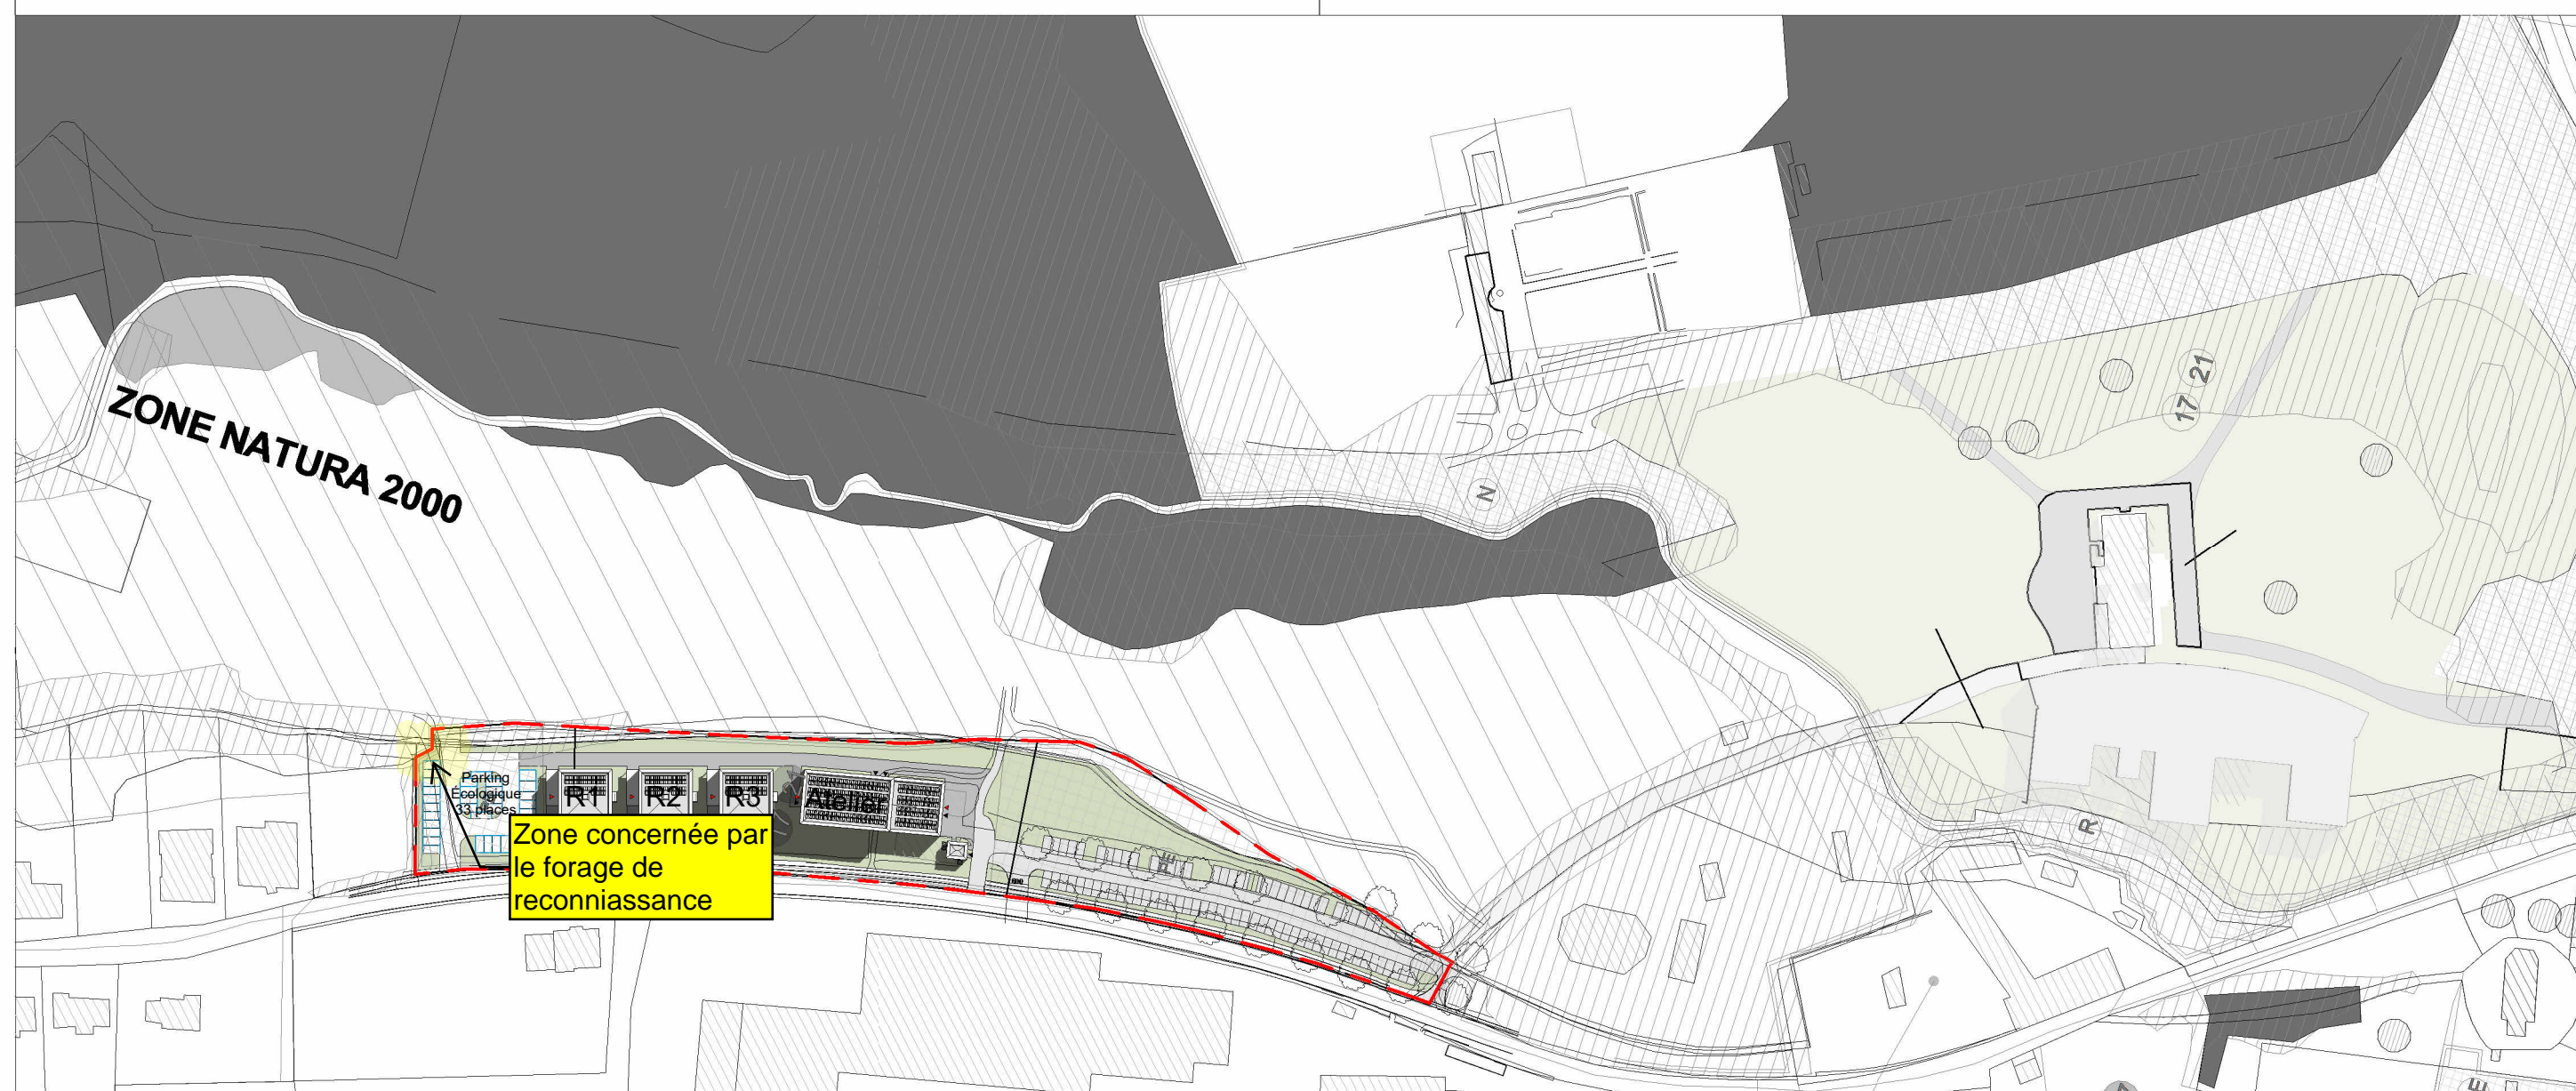 ZONE NATURA 2000
21
17
N
Parking
Écologique
33 places
R1
R2
R3
Atelier
Zone concernée par
le forage de
reconniassance
R
E